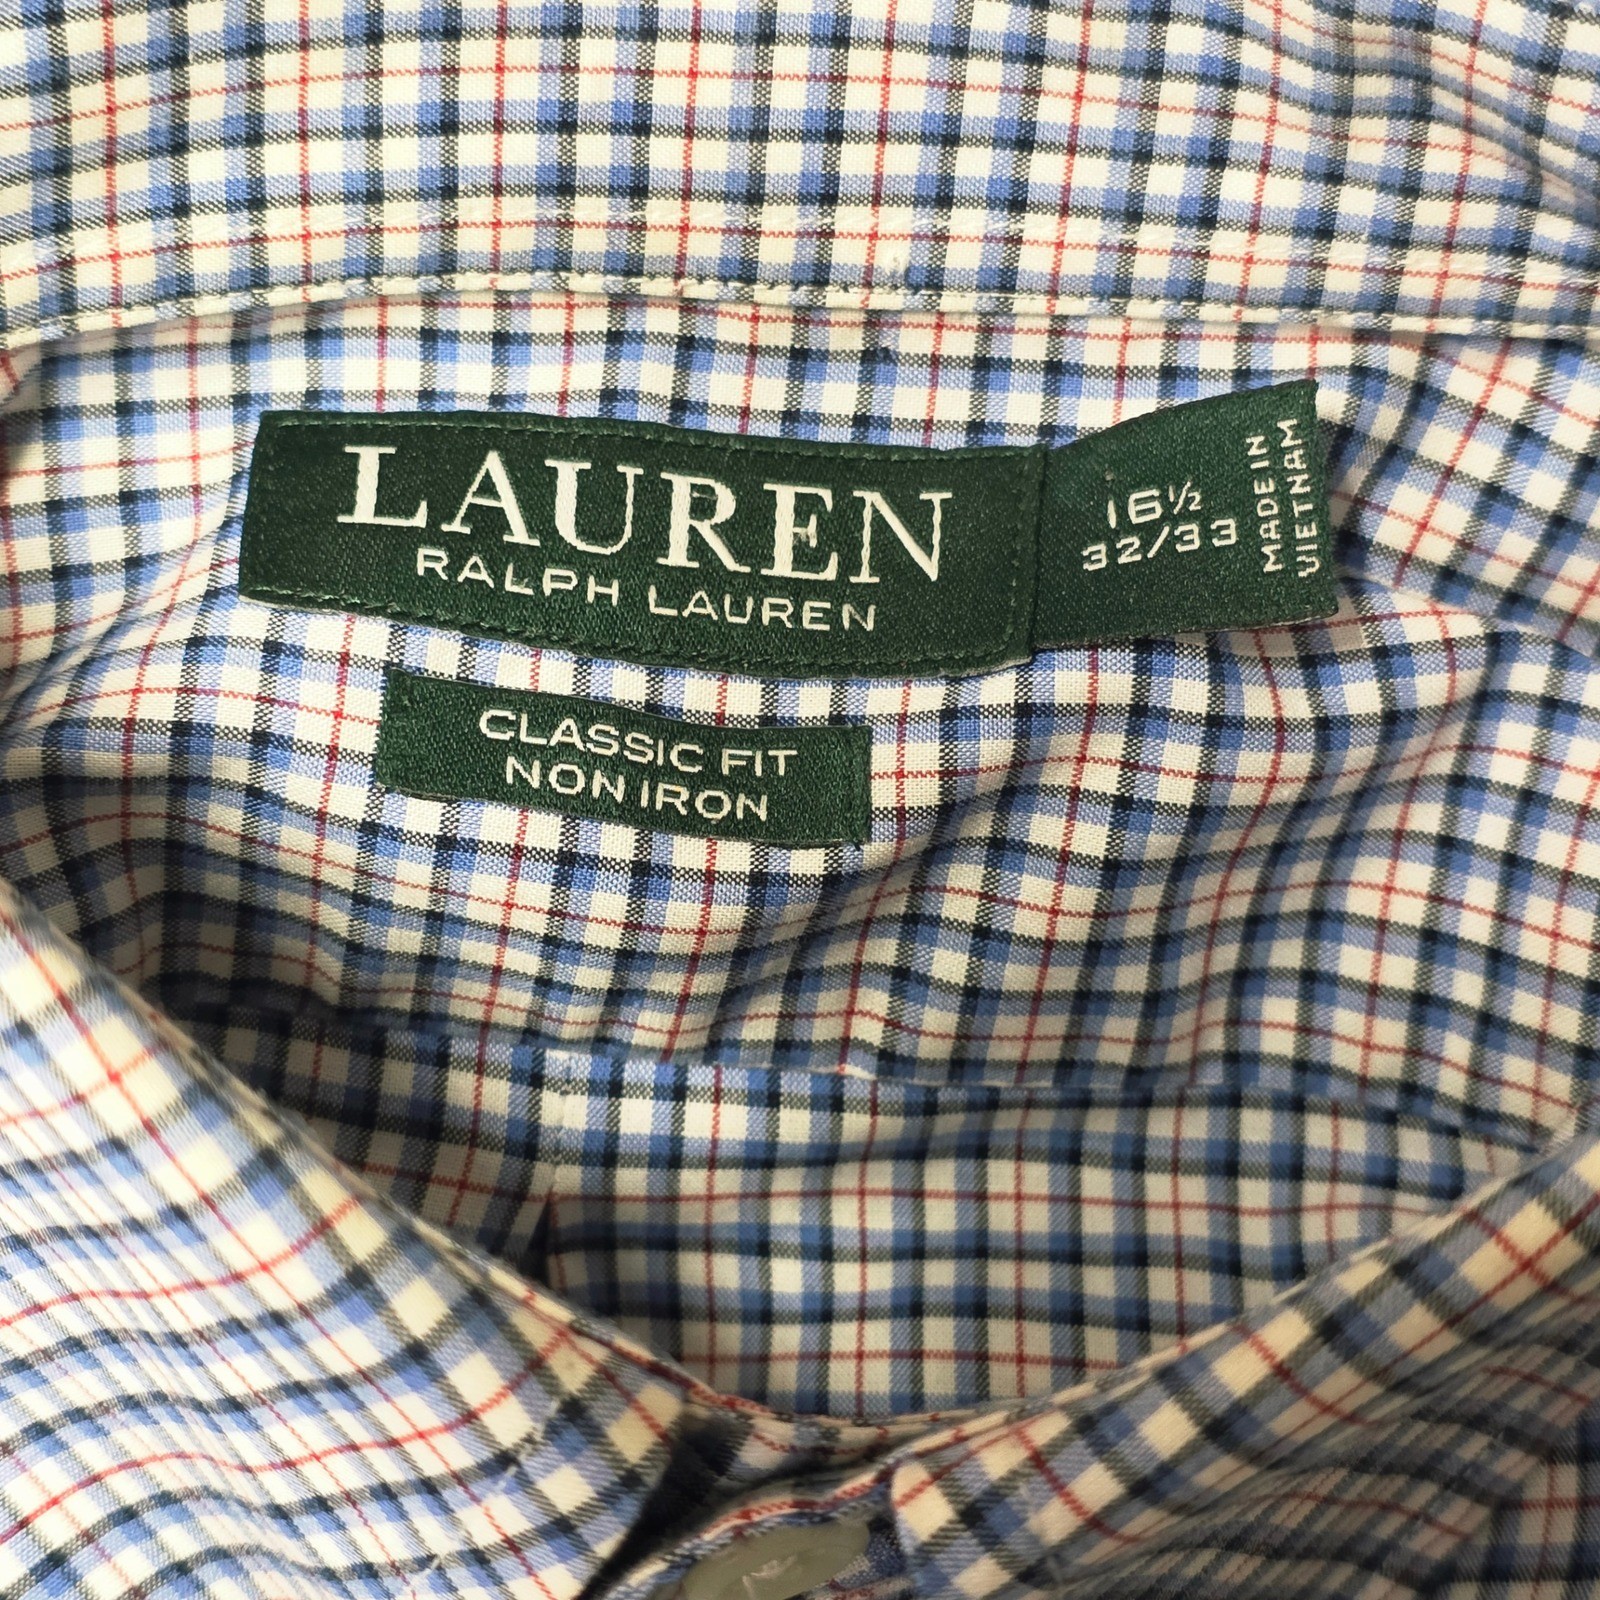 LAUREN
RALPH LAUREN
16½
32/33
MADE IN
VIETNAM
CLASSIC FIT
NON IRON